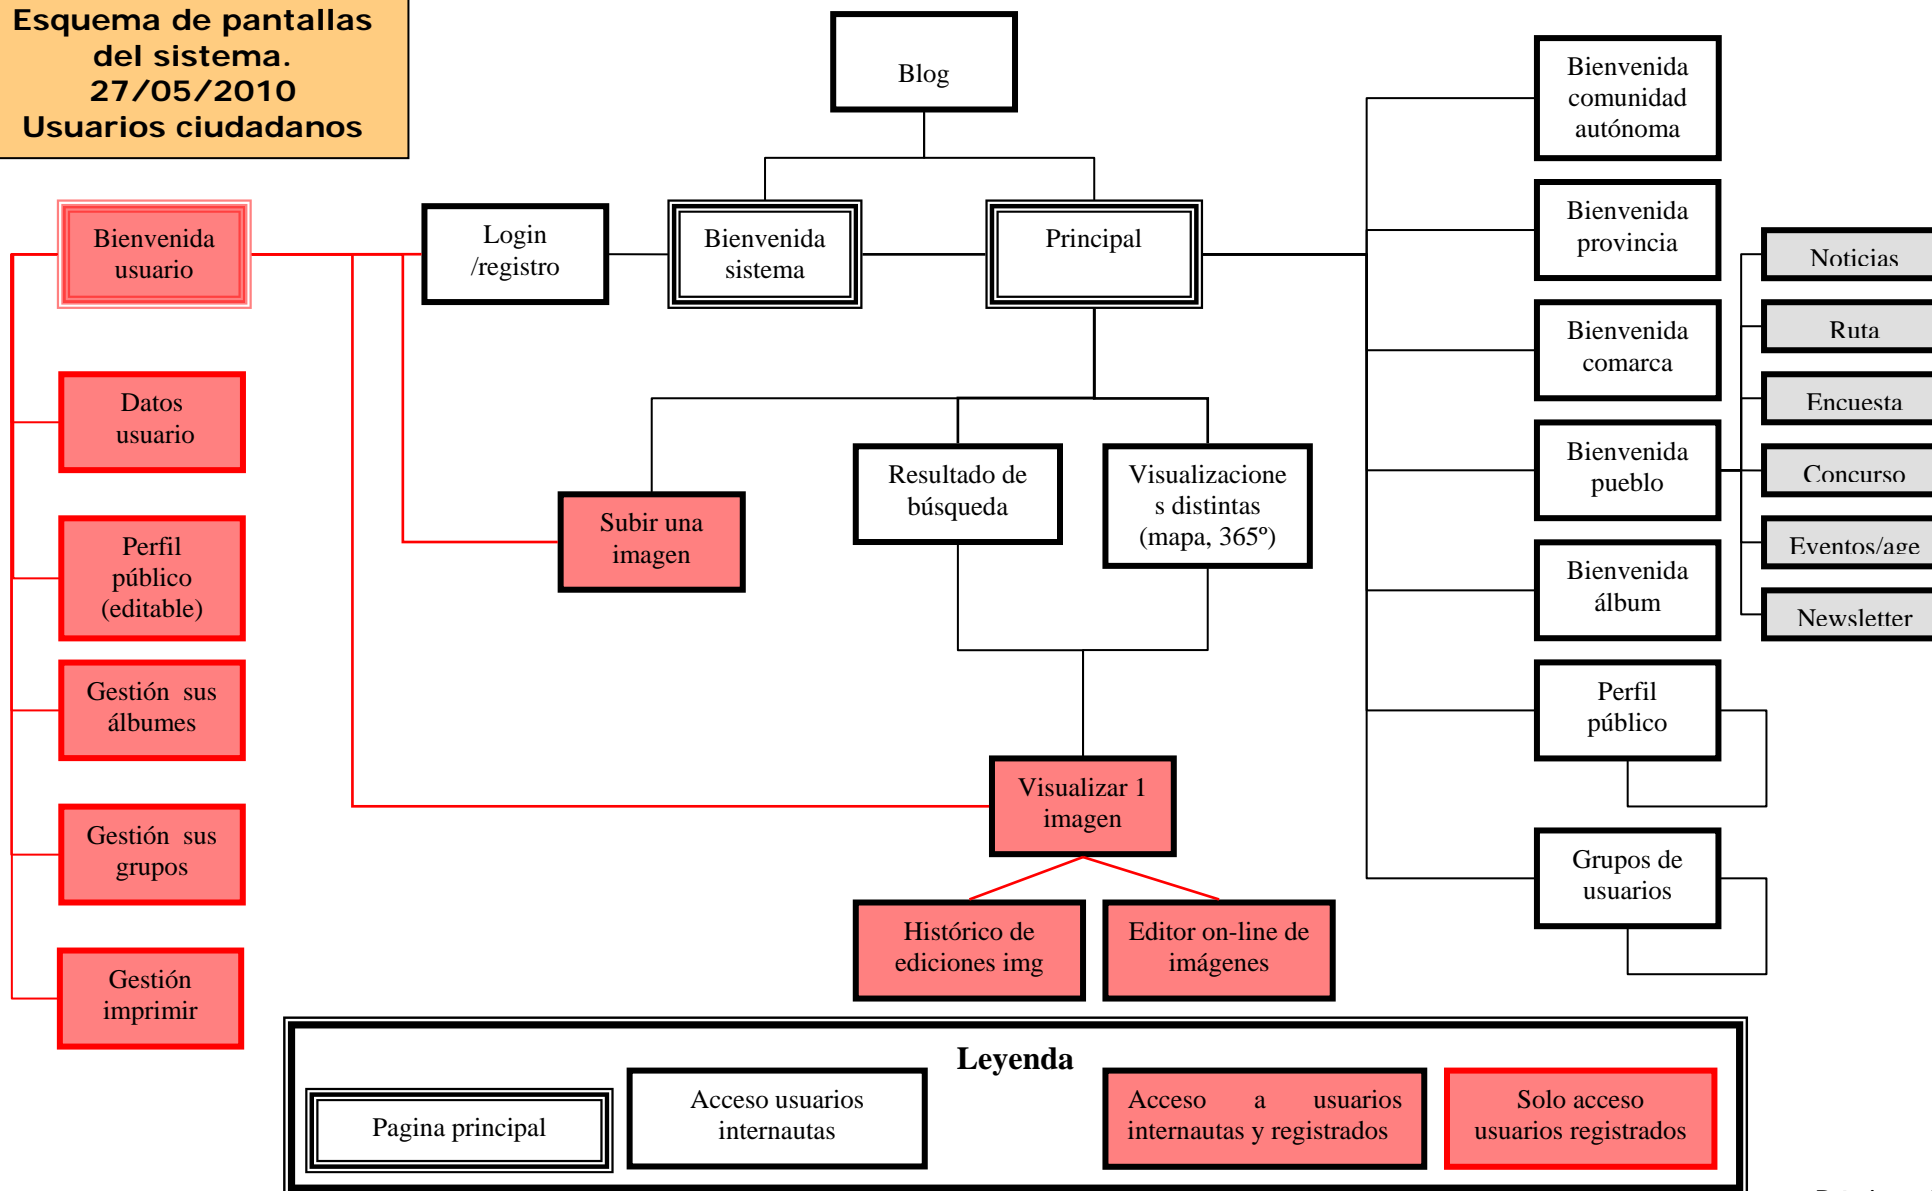 Esquema de pantallas
del sistema.
27/05/2010
Usuarios ciudadanos
Blog
Bienvenida
comunidad
autónoma
Bienvenida
usuario
Login
/registro
Bienvenida
sistema
Principal
Bienvenida
provincia
Noticias
Ruta
Bienvenida
comarca
Datos
usuario
Encuesta
Resultado de
búsqueda
Visualizacione
s distintas
(mapa, 365º)
Bienvenida
pueblo
Concurso
Subir una
imagen
Perfil
público
(editable)
Eventos/age
Bienvenida
álbum
Newsletter
Gestión sus
álbumes
Perfil
público
Visualizar 1
imagen
Gestión sus
grupos
Grupos de
usuarios
Histórico de
ediciones img
Editor on-line de
imágenes
Gestión
imprimir
Leyenda
Pagina principal
Acceso usuarios
internautas
Acceso a usuarios
internautas y registrados
Solo acceso
usuarios registrados